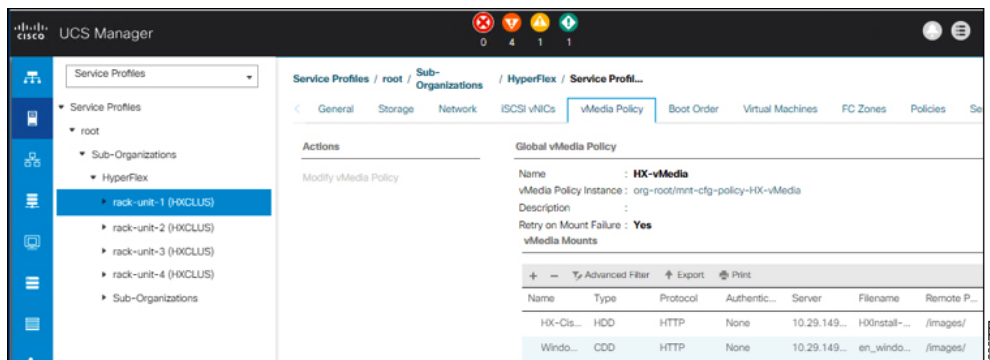 cisco UCS Manager
0 4 1 1
Service Profiles
Service Profiles
root
Sub-Organizations
HyperFlex
rack-unit-1 (HXCLUS)
rack-unit-2 (HXCLUS)
rack-unit-3 (HXCLUS)
rack-unit-4 (HXCLUS)
Sub-Organizations
Service Profiles / root / Sub-Organizations / HyperFlex / Service Profil...
General Storage Network iSCSI vNICs vMedia Policy Boot Order Virtual Machines FC Zones Policies Se
Actions
Modify vMedia Policy
Global vMedia Policy
Name : HX-vMedia
vMedia Policy Instance : org-root/mnt-cfg-policy-HX-vMedia
Description :
Retry on Mount Failure : Yes
vMedia Mounts
+ − Advanced Filter Export Print
Name Type Protocol Authentic... Server Filename Remote P...
HX-Cis... HDD HTTP None 10.29.149... HXInstall-... /images/
Windo... CDD HTTP None 10.29.149... en_windo... /images/